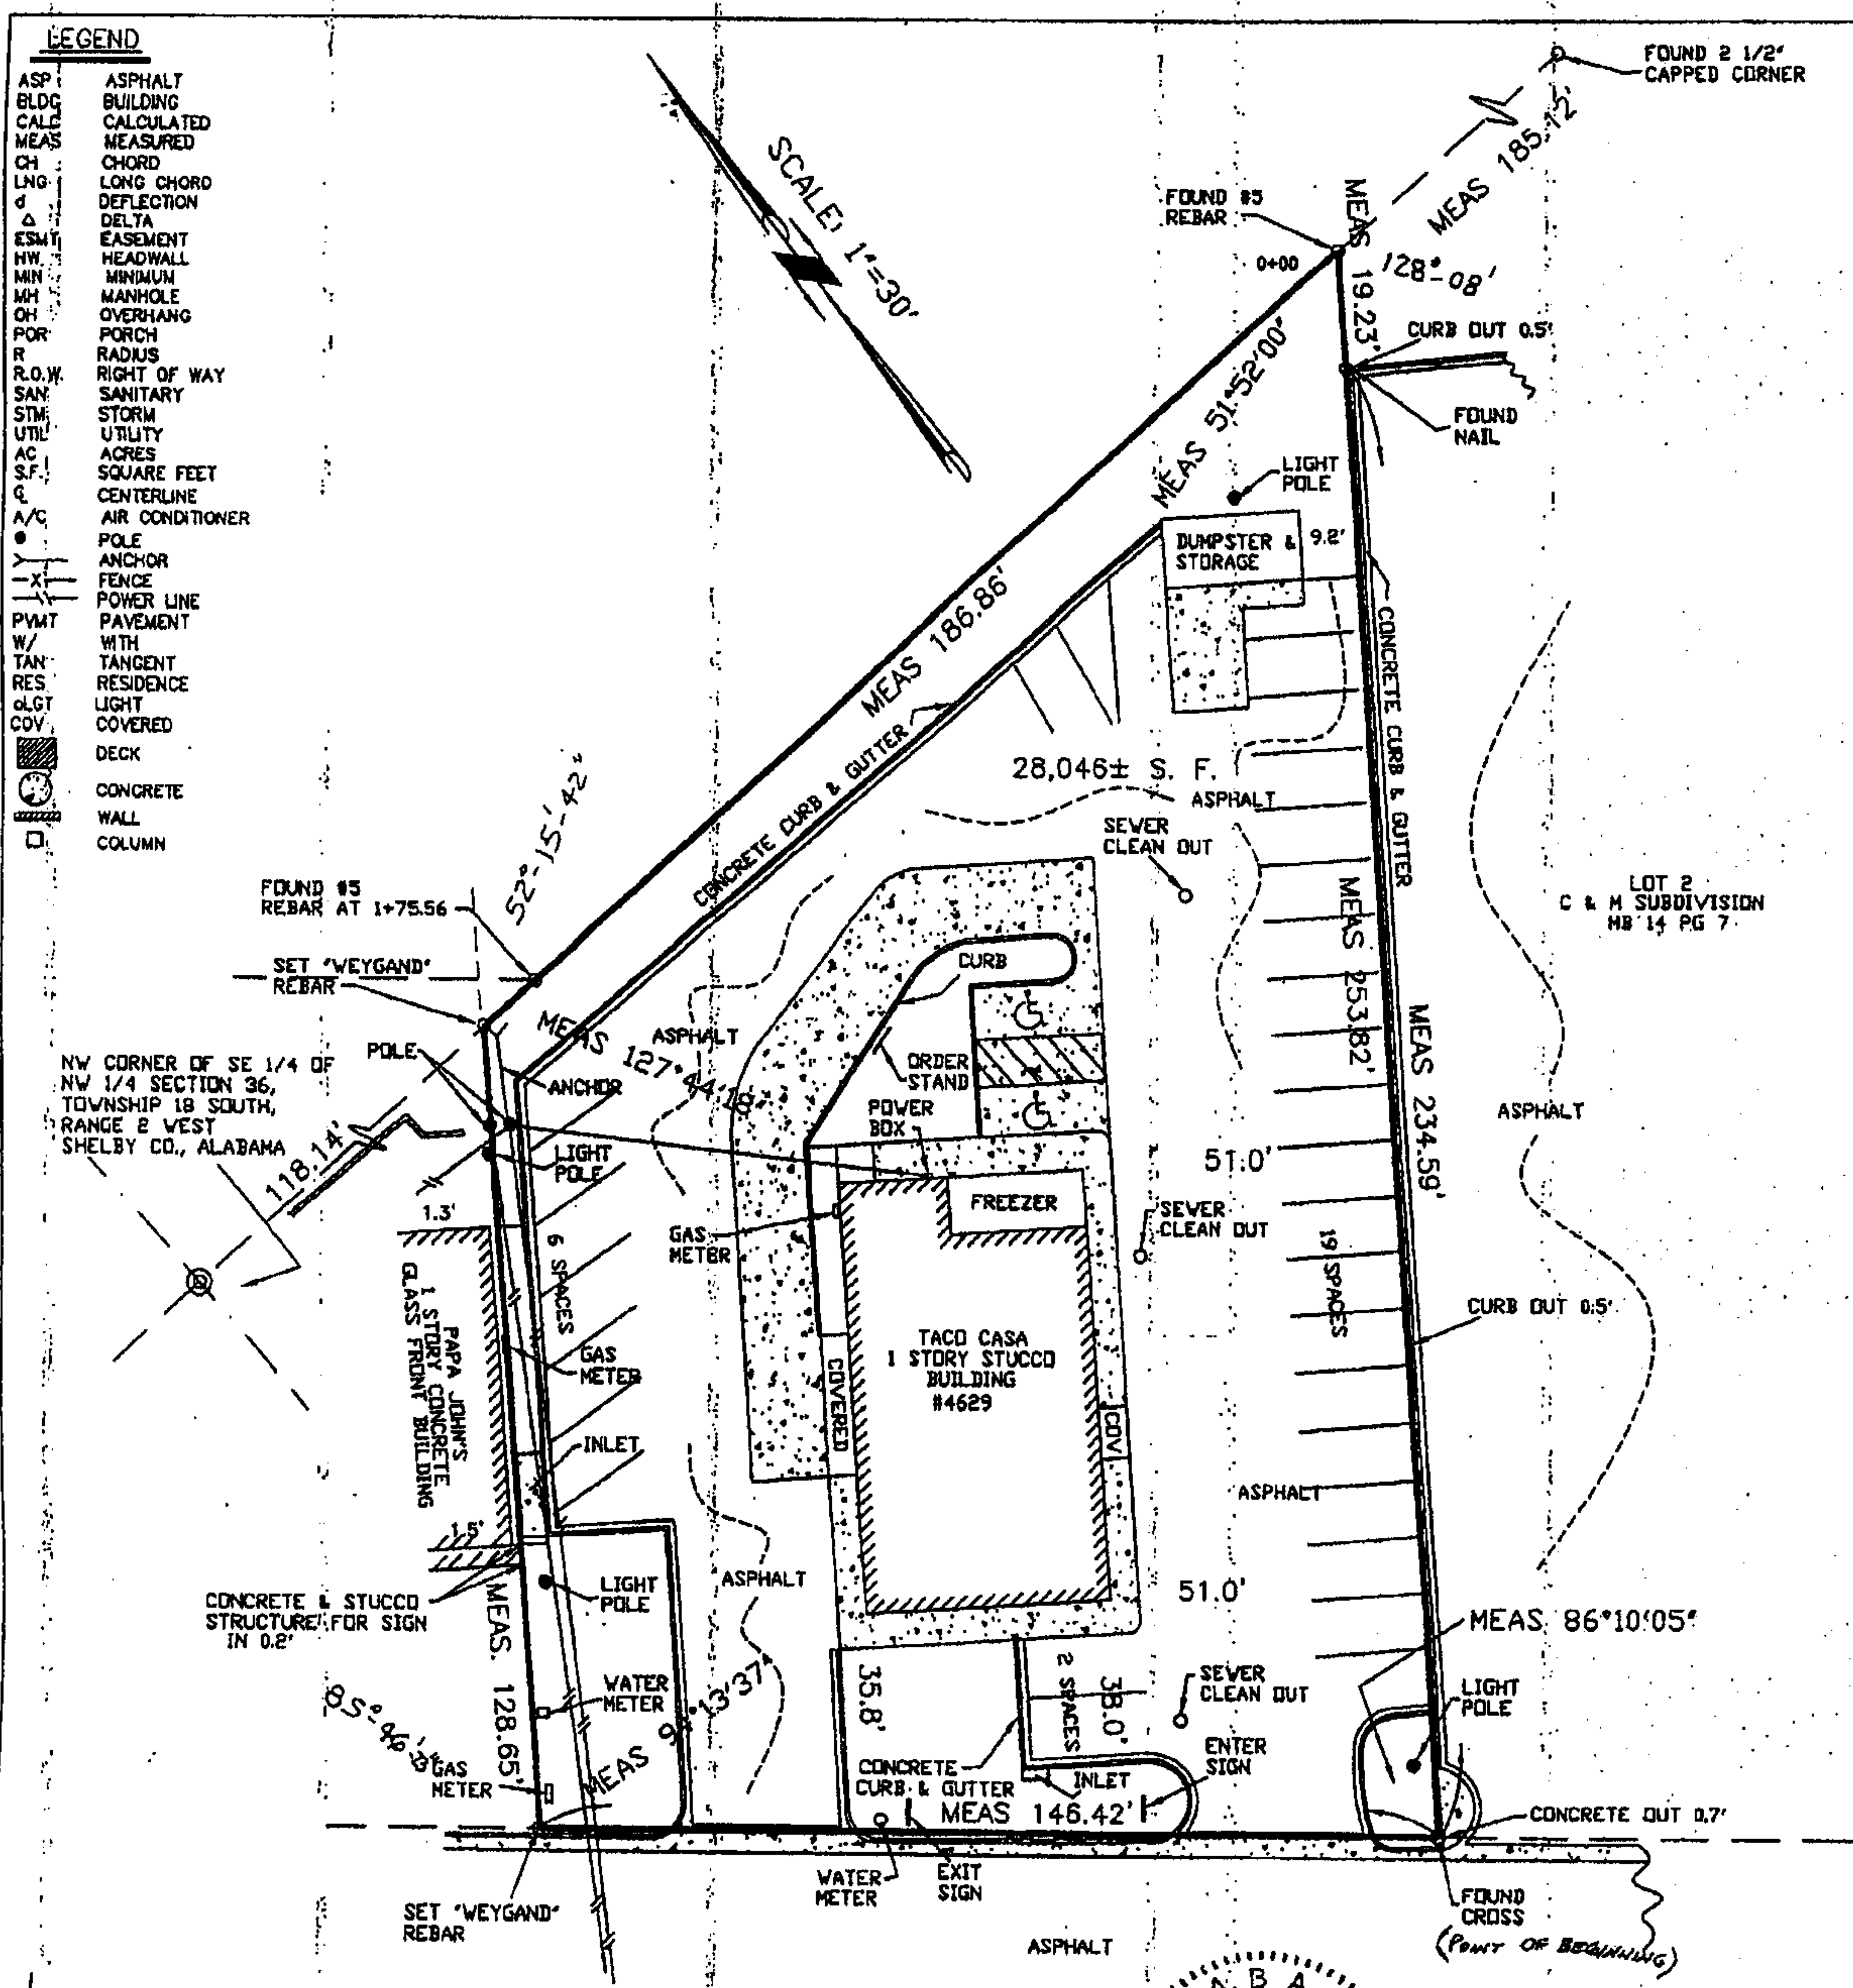 LEGEND
ASP ASPHALT
BLDG BUILDING
CALC CALCULATED
MEAS MEASURED
CH CHORD
LNG LONG CHORD
d DEFLECTION
Δ DELTA
ESMT EASEMENT
HW HEADWALL
MIN MINIMUM
MH MANHOLE
OH OVERHANG
POR PORCH
R RADIUS
R.O.W. RIGHT OF WAY
SAN SANITARY
STM STORM
UTIL UTILITY
AC ACRES
S.F. SQUARE FEET
℄ CENTERLINE
A/C AIR CONDITIONER
POLE
ANCHOR
—X— FENCE
POWER LINE
PVMT PAVEMENT
W/ WITH
TAN TANGENT
RES RESIDENCE
oLGT LIGHT
COV COVERED
DECK
CONCRETE
WALL
COLUMN
SCALE: 1"=30'
FOUND 2 1/2"
CAPPED CORNER
MEAS 185.12'
FOUND #5
REBAR
0+00
128°-08'
MEAS 19.23'
CURB OUT 0.5'
FOUND
NAIL
MEAS 51°52'00"
LIGHT
POLE
DUMPSTER &
STORAGE
9.2'
MEAS 186.86'
CONCRETE CURB & GUTTER
CONCRETE CURB & GUTTER
28,046± S. F.
ASPHALT
SEWER
CLEAN OUT
LOT 2
C & M SUBDIVISION
MB 14 PG 7
52°-15'-42"
FOUND #5
REBAR AT 1+75.56
SET "WEYGAND"
REBAR
CURB
MEAS 127°44'18"
ASPHALT
POLE
ANCHOR
ORDER
STAND
POWER
BOX
MEAS 253.82'
MEAS 234.59'
ASPHALT
NW CORNER OF SE 1/4 OF
NW 1/4 SECTION 36,
TOWNSHIP 18 SOUTH,
RANGE 2 WEST
SHELBY CO., ALABAMA
118.14'
LIGHT
POLE
1.3'
51.0'
FREEZER
GAS
METER
SEWER
CLEAN OUT
6 SPACES
19 SPACES
CURB OUT 0.5'
PAPA JOHN'S
1 STORY CONCRETE
GLASS FRONT BUILDING
GAS
METER
TACO CASA
1 STORY STUCCO
BUILDING
#4629
COVERED
COV
INLET
ASPHALT
1.5'
ASPHALT
LIGHT
POLE
51.0'
CONCRETE & STUCCO
STRUCTURE FOR SIGN
IN 0.2'
MEAS 86°10'05"
MEAS. 128.65'
WATER
METER
35.8'
2 SPACES
38.0'
SEWER
CLEAN OUT
LIGHT
POLE
GAS
METER
MEAS
CONCRETE
CURB & GUTTER
INLET
ENTER
SIGN
MEAS 146.42'
CONCRETE OUT 0.7'
WATER
METER
EXIT
SIGN
SET "WEYGAND"
REBAR
FOUND
CROSS
(POINT OF BEGINNING)
ASPHALT
B A